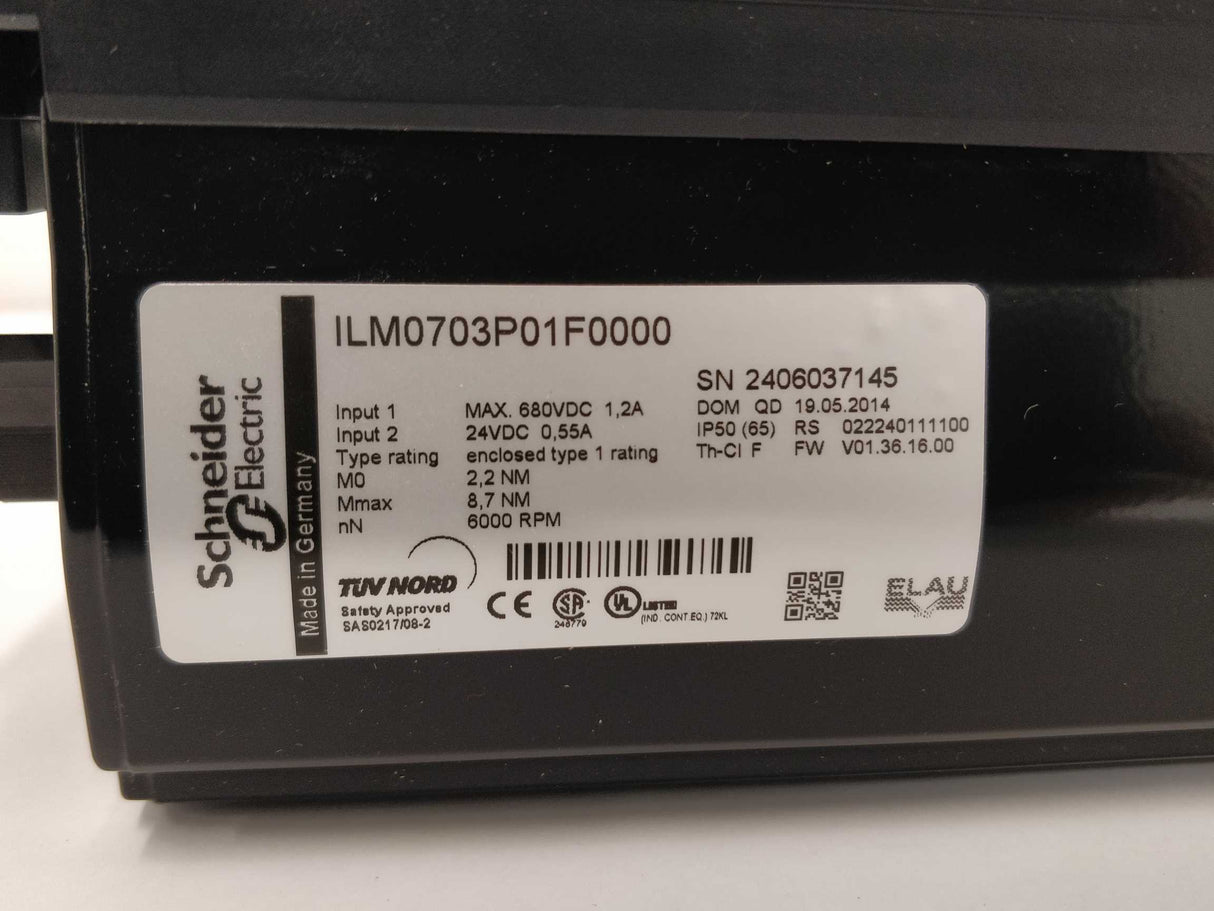 Schneider
Electric
Made in Germany
ILM0703P01F0000
SN 2406037145
Input 1 MAX. 680VDC 1,2A DOM QD 19.05.2014
Input 2 24VDC 0,55A IP50 (65) RS 022240111100
Type rating enclosed type 1 rating Th-Cl F FW V01.36.16.00
M0 2,2 NM
Mmax 8,7 NM
nN 6000 RPM
TÜV NORD
Safety Approved
SAS0217/08-2
CE
SA
248779
UL LISTED
(IND. CONT.EQ.) 72KL
ELAU